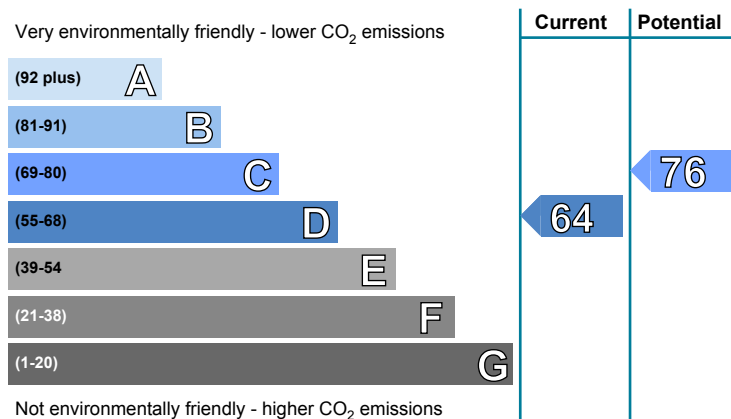 Very environmentally friendly - lower CO₂ emissions
Current
Potential
(92 plus) A
(81-91) B
(69-80) C
76
(55-68) D
64
(39-54 E
(21-38) F
(1-20) G
Not environmentally friendly - higher CO₂ emissions